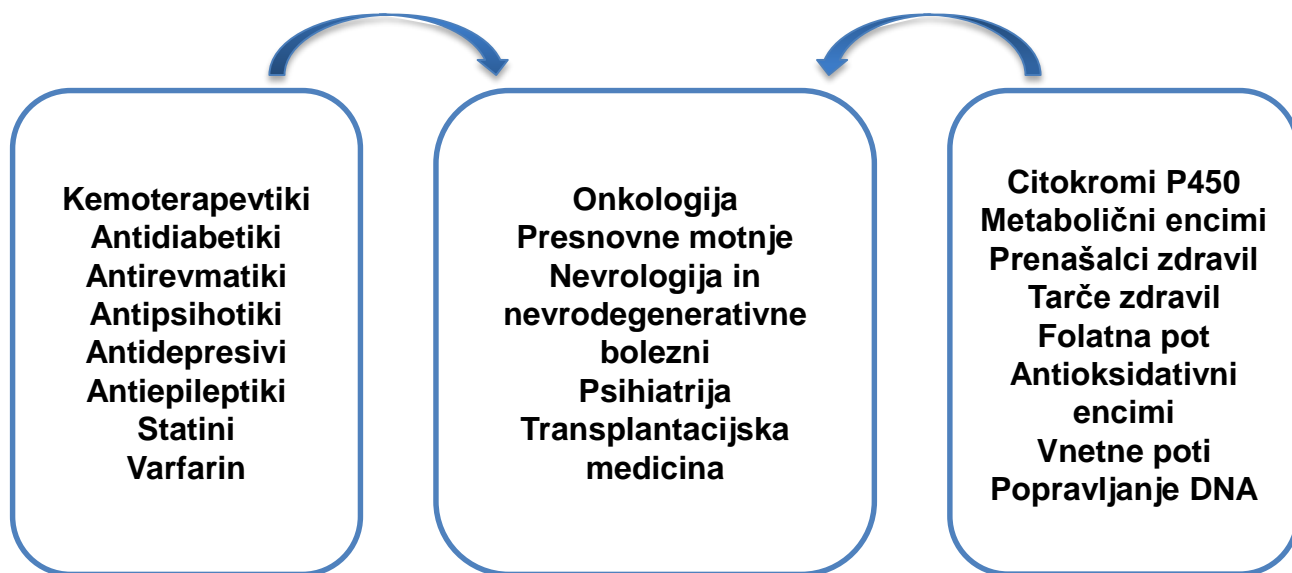 Kemoterapevtiki
Antidiabetiki
Antirevmatiki
Antipsihotiki
Antidepresivi
Antiepileptiki
Statini
Varfarin
Onkologija
Presnovne motnje
Nevrologija in
nevrodegenerativne
bolezni
Psihiatrija
Transplantacijska
medicina
Citokromi P450
Metabolični encimi
Prenašalci zdravil
Tarče zdravil
Folatna pot
Antioksidativni
encimi
Vnetne poti
Popravljanje DNA